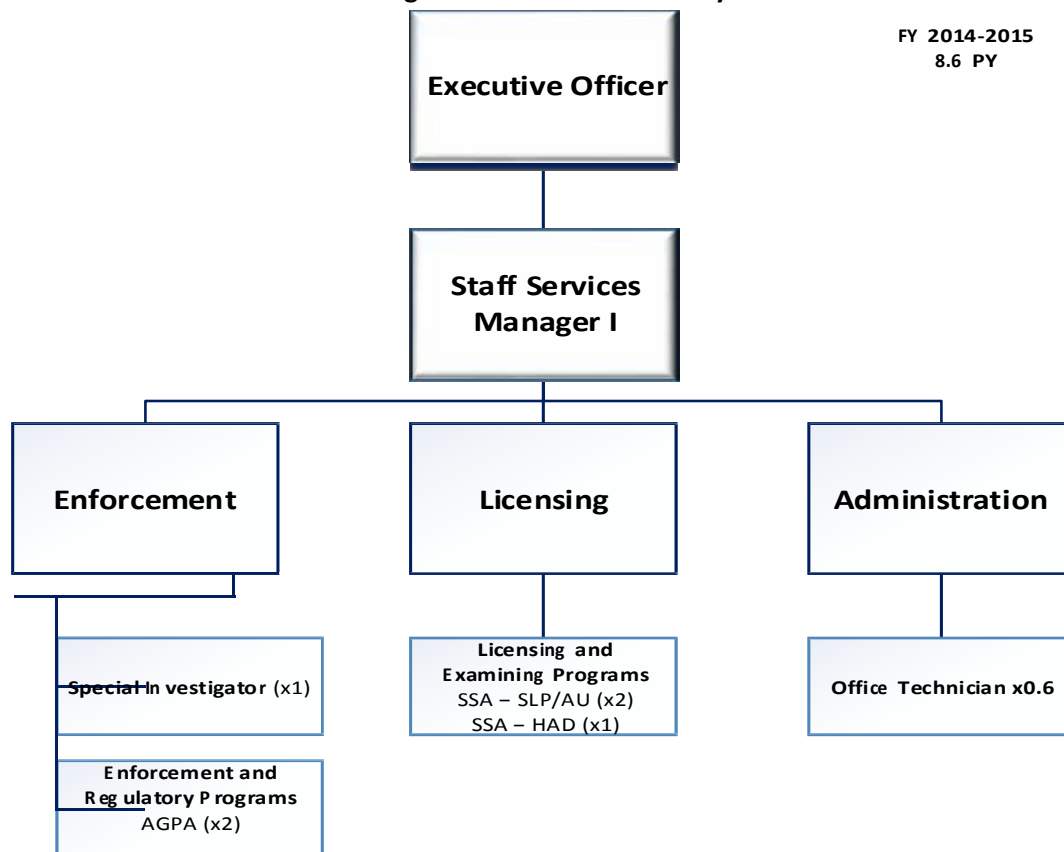 FY 2014-2015
8.6 PY
Executive Officer
Staff Services
Manager I
Enforcement
Licensing
Administration
Special Investigator (x1)
Licensing and
Examining Programs
SSA – SLP/AU (x2)
SSA – HAD (x1)
Office Technician x0.6
Enforcement and
Regulatory Programs
AGPA (x2)